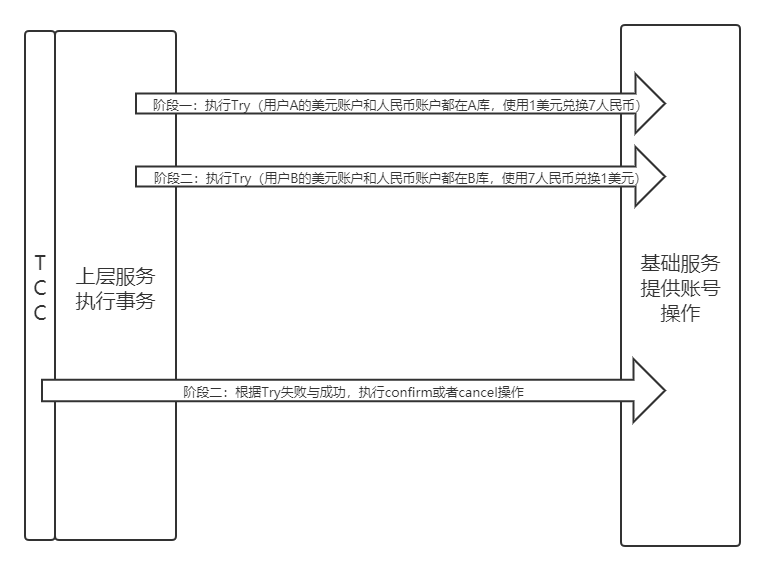 阶段一：执行Try（用户A的美元账户和人民币账户都在A库，使用1美元兑换7人民币）
阶段二：执行Try（用户B的美元账户和人民币账户都在B库，使用7人民币兑换1美元）
T
C
C
上层服务
执行事务
基础服务
提供账号
操作
阶段二：根据Try失败与成功，执行confirm或者cancel操作